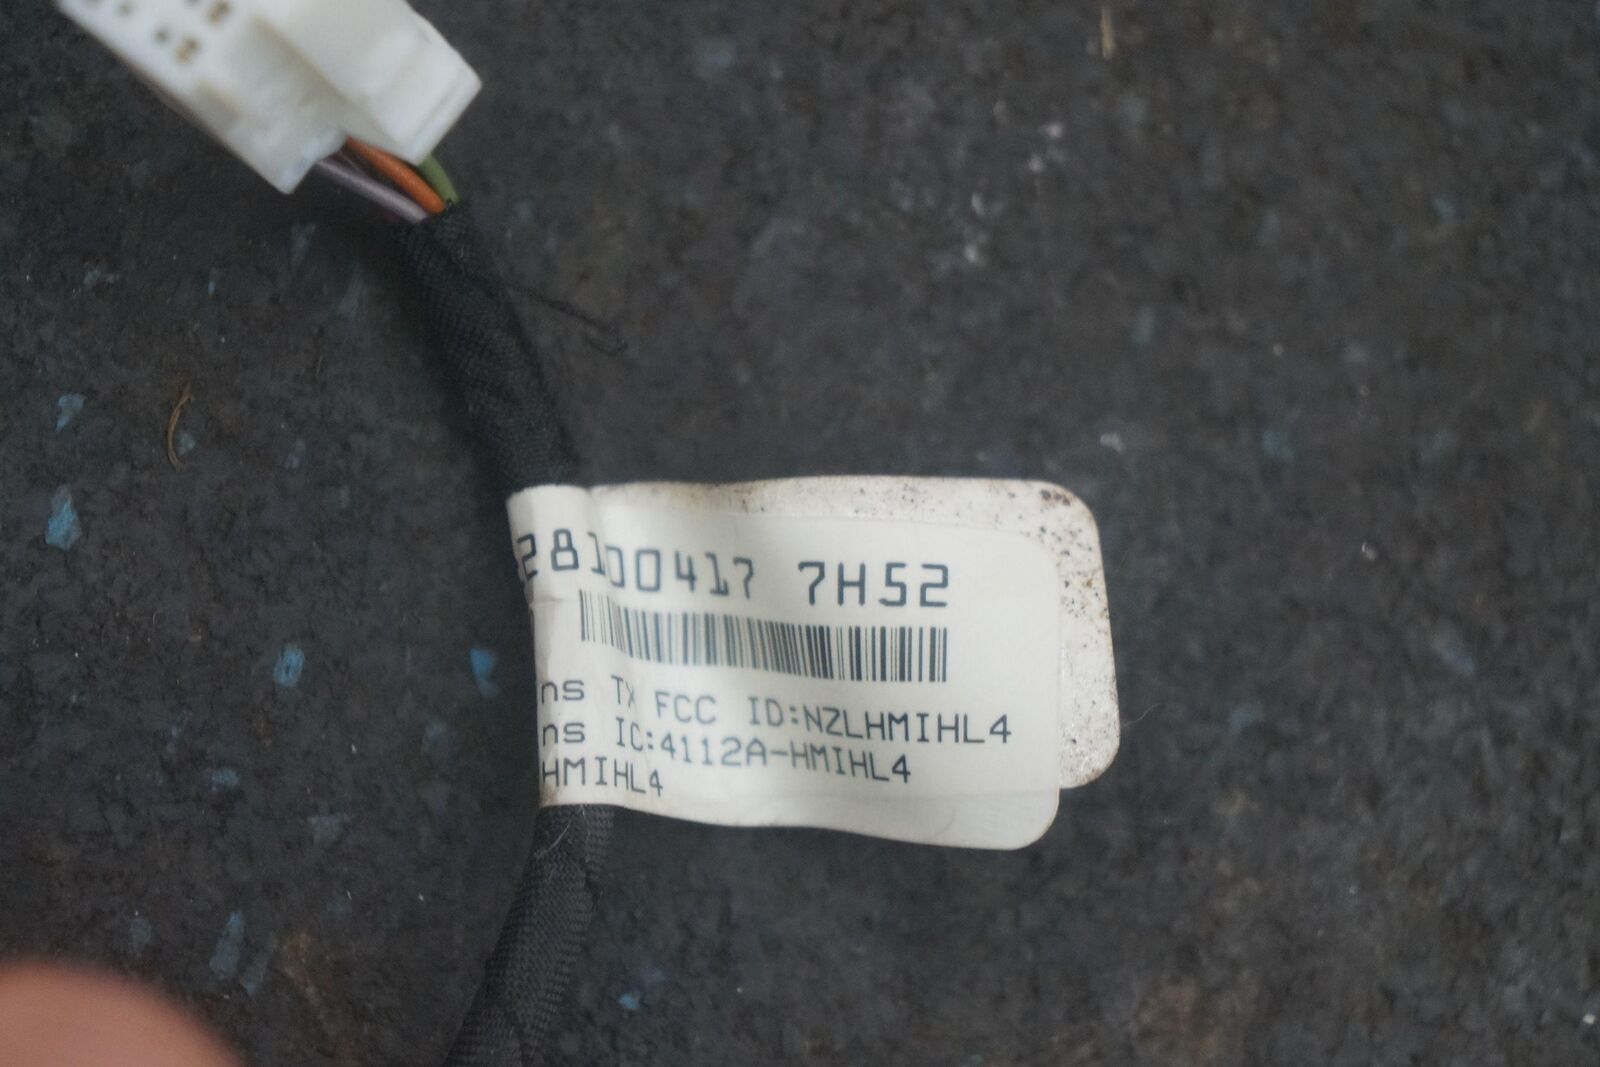 28100417 7H52
ns TX FCC ID:NZLHMIHL4
ns IC:4112A-HMIHL4
HMIHL4